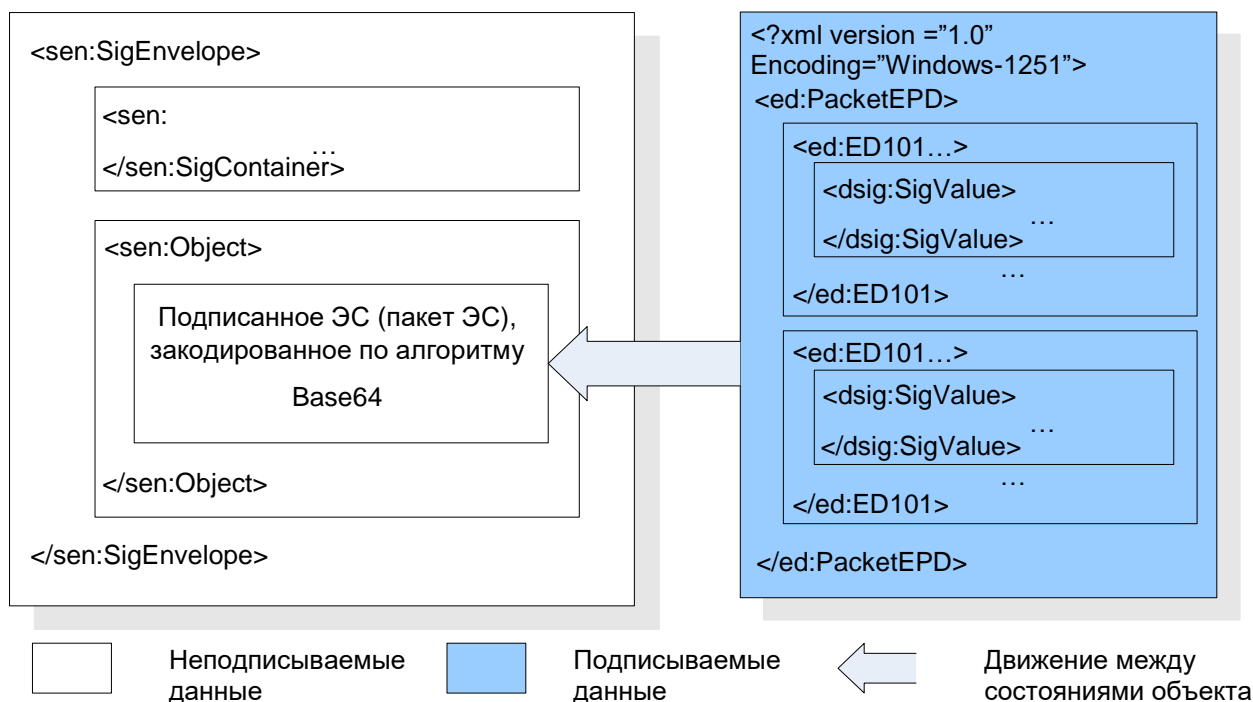 <sen:SigEnvelope>
<sen:
…
</sen:SigContainer>
<sen:Object>
Подписанное ЭС (пакет ЭС),
закодированное по алгоритму
Base64
</sen:Object>
</sen:SigEnvelope>
<?xml version =”1.0”
Encoding=”Windows-1251”>
<ed:PacketEPD>
<ed:ED101…>
<dsig:SigValue>
…
</dsig:SigValue>
…
</ed:ED101>
<ed:ED101…>
<dsig:SigValue>
…
</dsig:SigValue>
…
</ed:ED101>
</ed:PacketEPD>
Неподписываемые
данные
Подписываемые
данные
Движение между
состояниями объекта